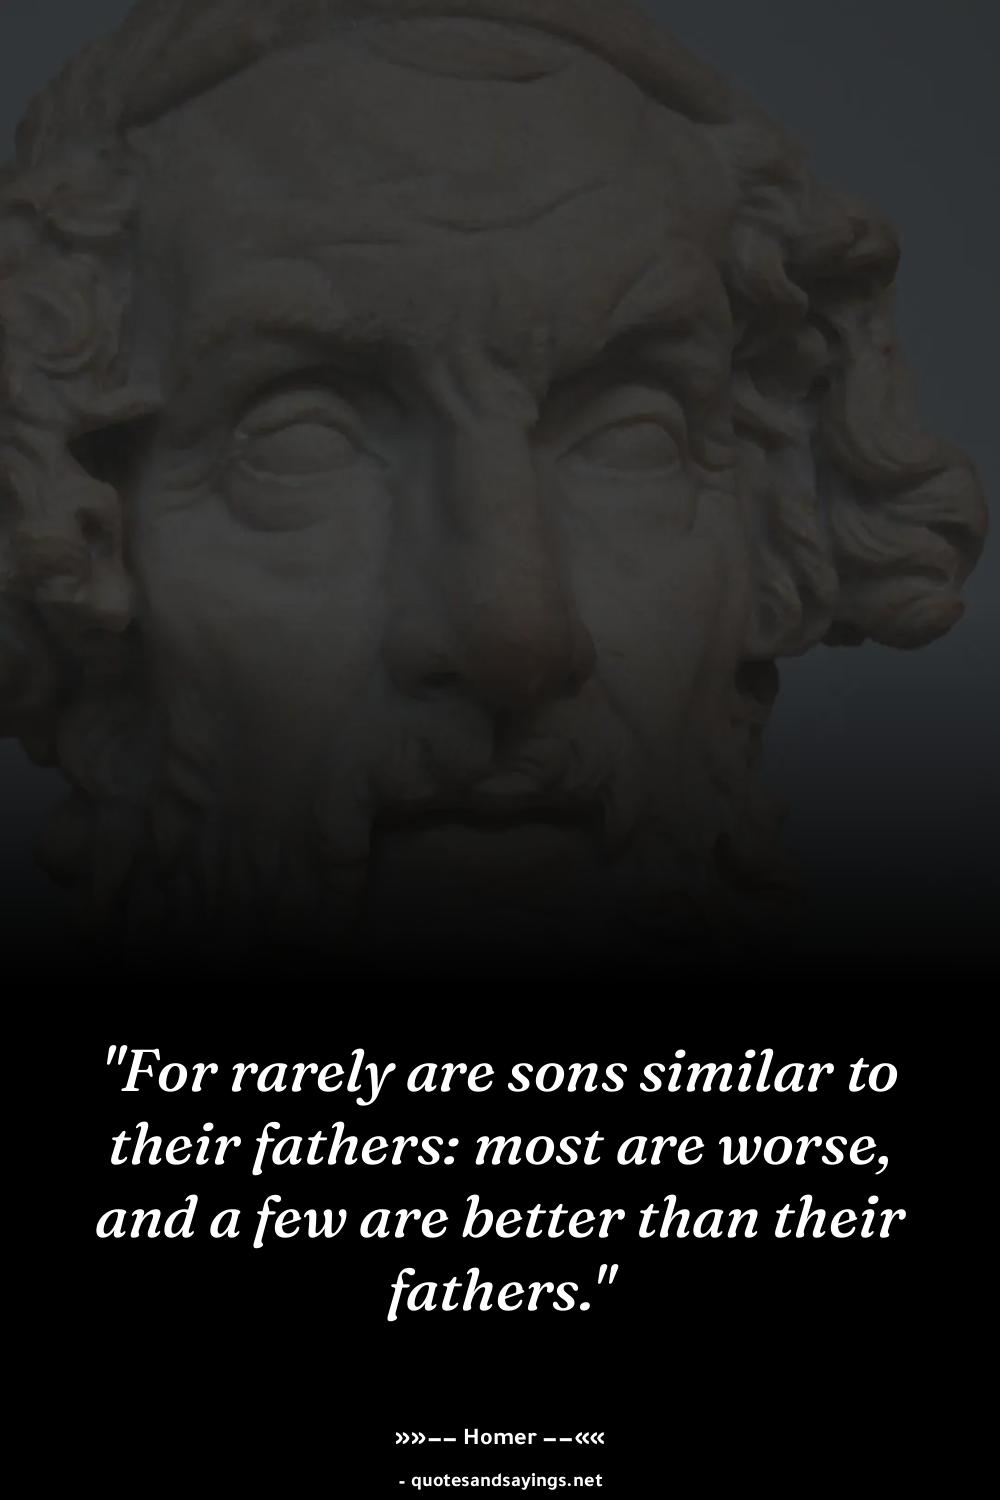 "For rarely are sons similar to
their fathers: most are worse,
and a few are better than their
fathers."
»»−− Homer −−««
- quotesandsayings.net